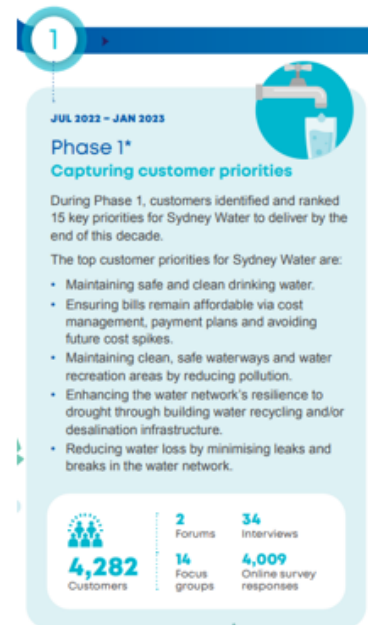 1
JUL 2022 – JAN 2023
Phase 1*
Capturing customer priorities
During Phase 1, customers identified and ranked
15 key priorities for Sydney Water to deliver by the
end of this decade.
The top customer priorities for Sydney Water are:
• Maintaining safe and clean drinking water.
• Ensuring bills remain affordable via cost
management, payment plans and avoiding
future cost spikes.
• Maintaining clean, safe waterways and water
recreation areas by reducing pollution.
• Enhancing the water network's resilience to
drought through building water recycling and/or
desalination infrastructure.
• Reducing water loss by minimising leaks and
breaks in the water network.
4,282
Customers
2
Forums
34
Interviews
14
Focus
groups
4,009
Online survey
responses